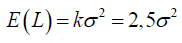 E(L) = kσ² = 2,5σ²